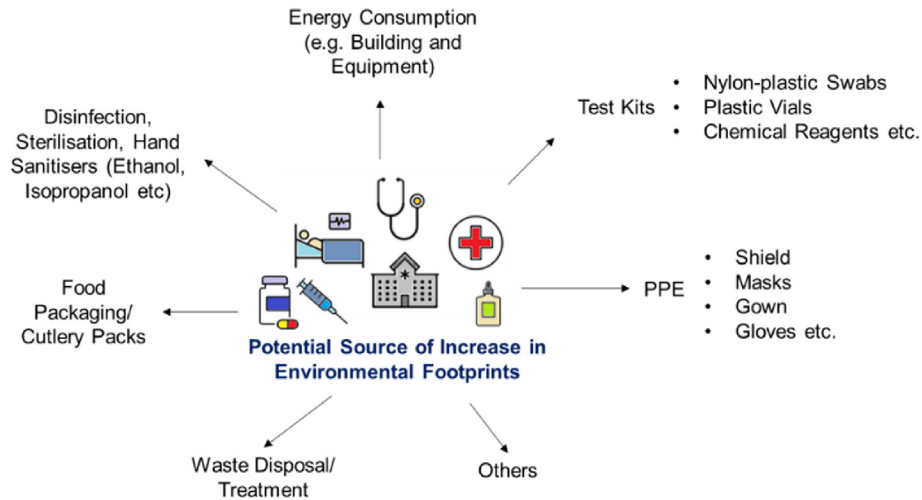 Energy Consumption
(e.g. Building and
Equipment)
Disinfection,
Sterilisation, Hand
Sanitisers (Ethanol,
Isopropanol etc)
Test Kits
• Nylon-plastic Swabs
• Plastic Vials
• Chemical Reagents etc.
PPE
• Shield
• Masks
• Gown
• Gloves etc.
Food
Packaging/
Cutlery Packs
Potential Source of Increase in
Environmental Footprints
Waste Disposal/
Treatment
Others